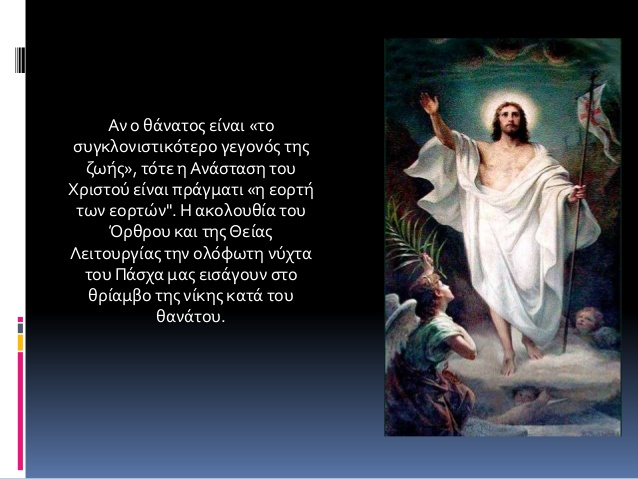 Αν ο θάνατος είναι «το
συγκλονιστικότερο γεγονός της
ζωής», τότε η Ανάσταση του
Χριστού είναι πράγματι «η εορτή
των εορτών". Η ακολουθία του
Όρθρου και της Θείας
Λειτουργίας την ολόφωτη νύχτα
του Πάσχα μας εισάγουν στο
θρίαμβο της νίκης κατά του
θανάτου.